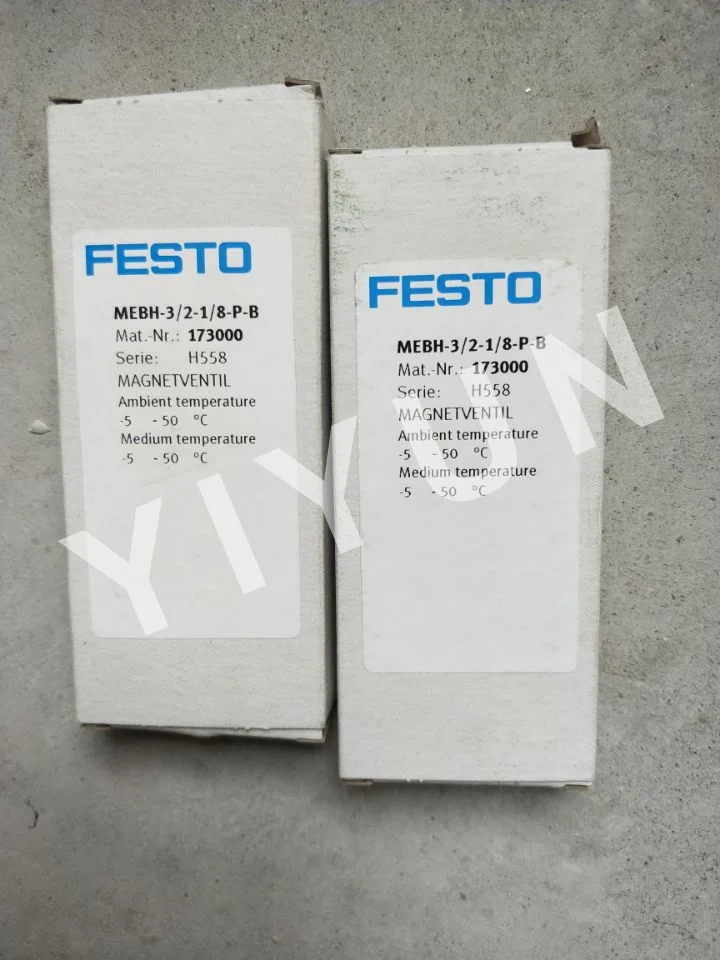 FESTO
MEBH-3/2-1/8-P-B
Mat.-Nr.: 173000
Serie: H558
MAGNETVENTIL
Ambient temperature
-5 - 50 °C
Medium temperature
-5 - 50 °C
FESTO
MEBH-3/2-1/8-P-B
Mat.-Nr.: 173000
Serie: H558
MAGNETVENTIL
Ambient temperature
-5 - 50 °C
Medium temperature
-5 - 50 °C
YIYUN